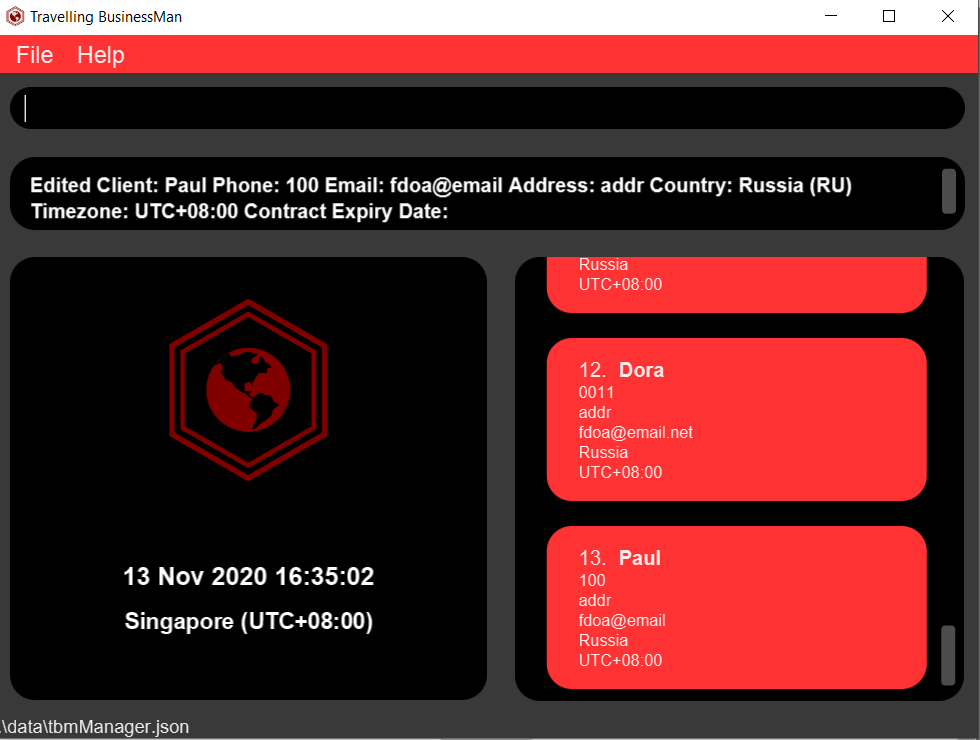 Travelling BusinessMan
File Help
Edited Client: Paul Phone: 100 Email: fdoa@email Address: addr Country: Russia (RU)
Timezone: UTC+08:00 Contract Expiry Date:
13 Nov 2020 16:35:02
Singapore (UTC+08:00)
Russia
UTC+08:00
12. Dora
0011
addr
fdoa@email.net
Russia
UTC+08:00
13. Paul
100
addr
fdoa@email
Russia
UTC+08:00
.\data\tbmManager.json